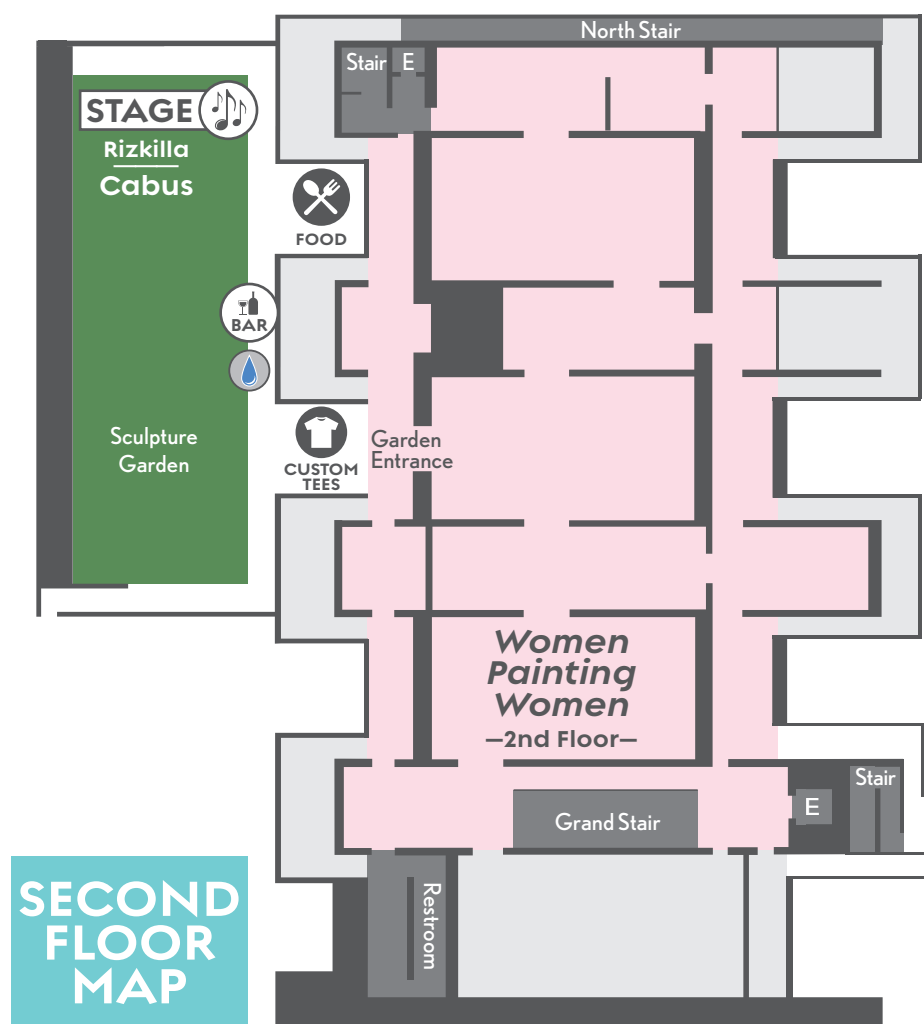 North Stair
Stair
E
STAGE
Rizkilla
Cabus
FOOD
BAR
Sculpture
Garden
CUSTOM
TEES
Garden
Entrance
Women
Painting
Women
—2nd Floor—
Grand Stair
E
Stair
Restroom
SECOND
FLOOR
MAP